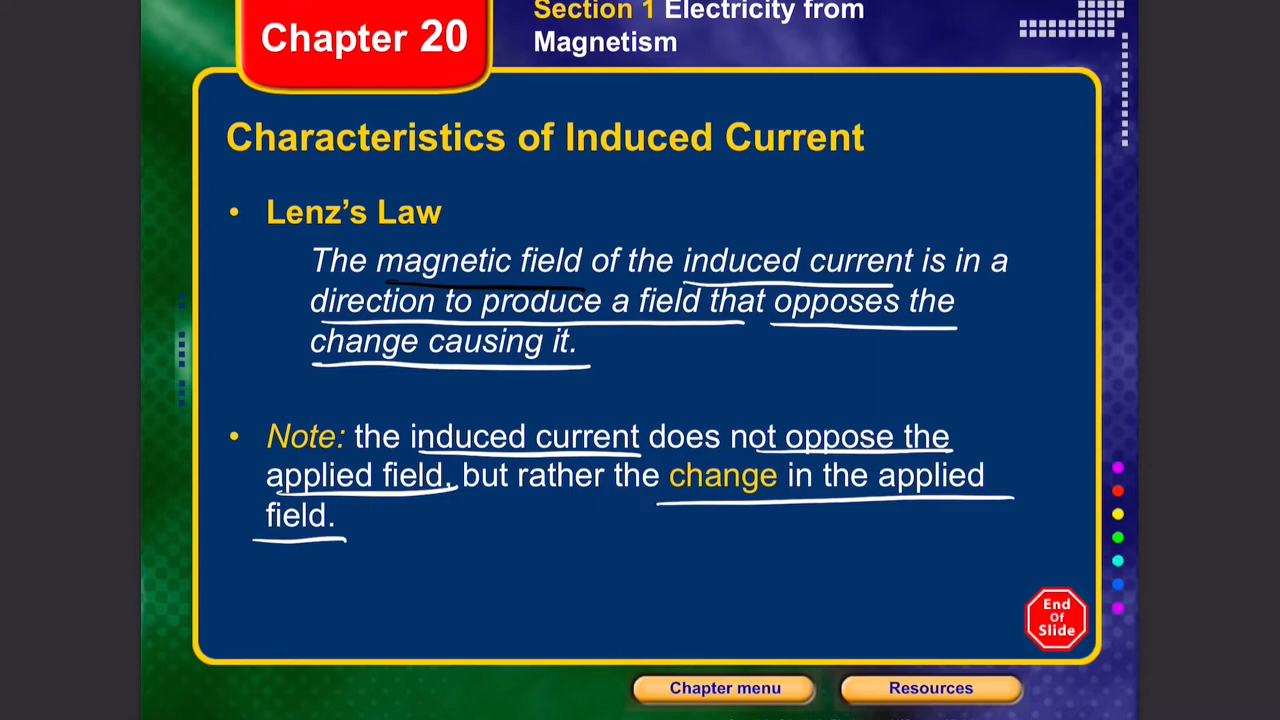 Chapter 20
Section 1 Electricity from
Magnetism
Characteristics of Induced Current
• Lenz’s Law
The magnetic field of the induced current is in a
direction to produce a field that opposes the
change causing it.
• Note: the induced current does not oppose the
applied field, but rather the change in the applied
field.
End
Of
Slide
Chapter menu
Resources